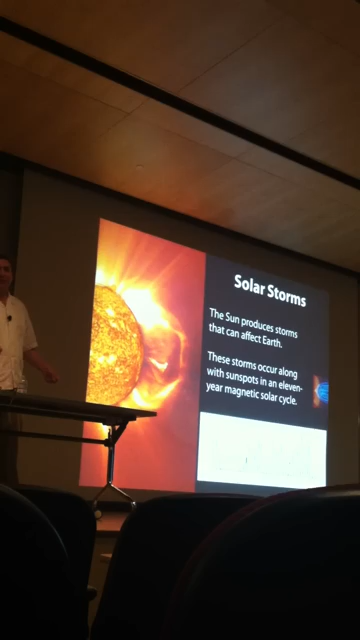 Solar Storms
The Sun produces storms
that can affect Earth.
These storms occur along
with sunspots in an eleven-
year magnetic solar cycle.